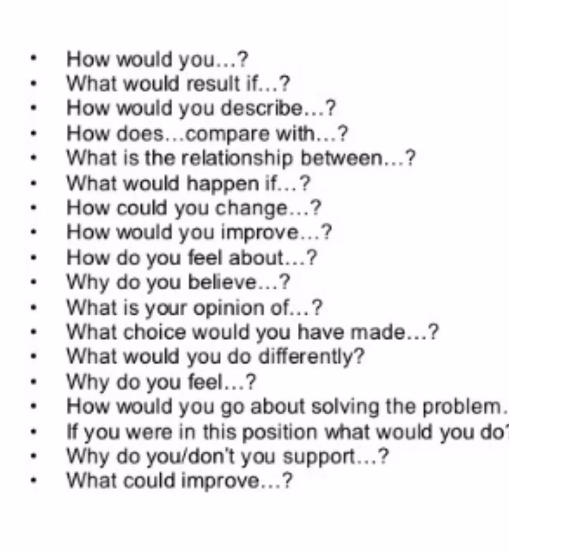 • How would you...?
• What would result if...?
• How would you describe...?
• How does...compare with...?
• What is the relationship between...?
• What would happen if...?
• How could you change...?
• How would you improve...?
• How do you feel about...?
• Why do you believe...?
• What is your opinion of...?
• What choice would you have made...?
• What would you do differently?
• Why do you feel...?
• How would you go about solving the problem.
• If you were in this position what would you do?
• Why do you/don't you support...?
• What could improve...?